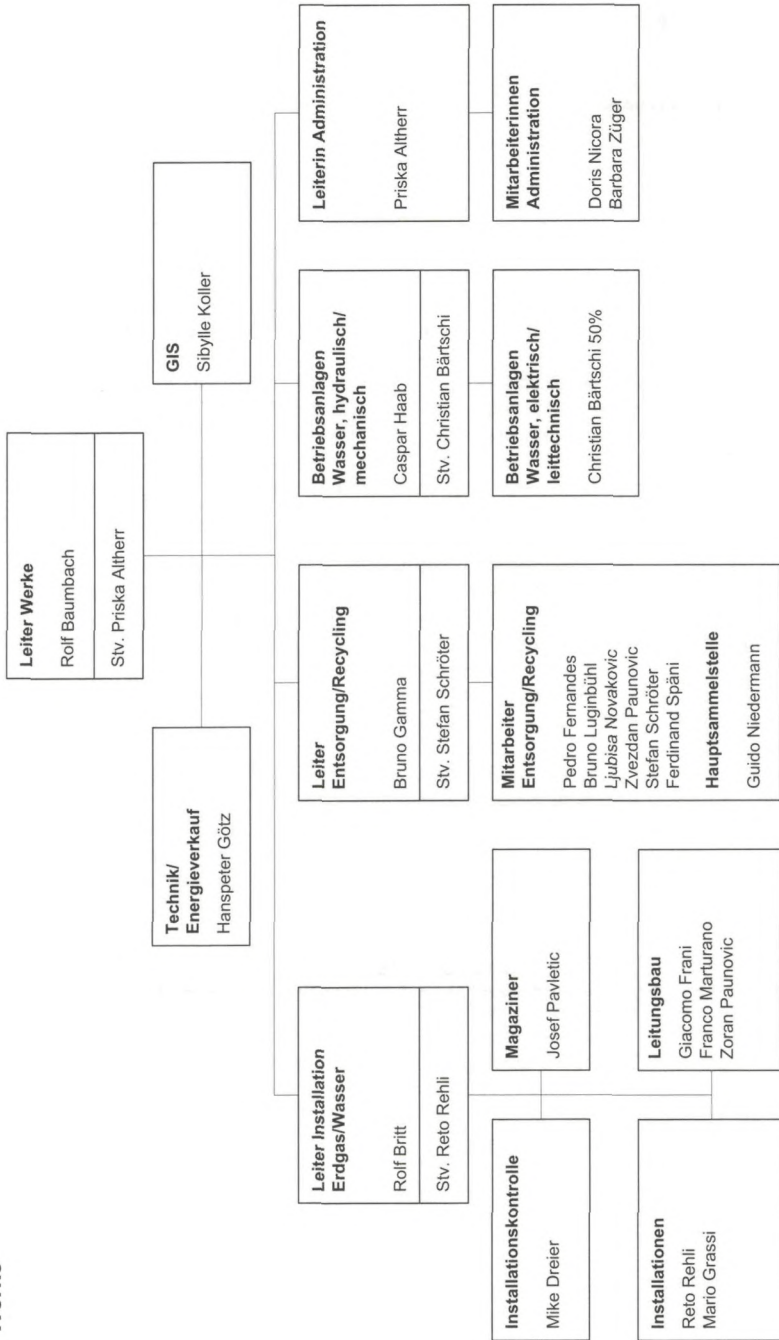 Werke
Leiter Werke
Rolf Baumbach
Stv. Priska Altherr
Technik/
Energieverkauf
Hanspeter Götz
GIS
Sibylle Koller
Leiter Installation
Erdgas/Wasser
Rolf Britt
Stv. Reto Rehli
Leiter
Entsorgung/Recycling
Bruno Gamma
Stv. Stefan Schröter
Betriebsanlagen
Wasser, hydraulisch/
mechanisch
Caspar Haab
Stv. Christian Bärtschi
Leiterin Administration
Priska Altherr
Installationskontrolle
Mike Dreier
Magaziner
Josef Pavletic
Mitarbeiter
Entsorgung/Recycling
Pedro Fernandes
Bruno Luginbühl
Ljubisa Novakovic
Zvezdan Paunovic
Stefan Schröter
Ferdinand Späni
Hauptsammelstelle
Guido Niedermann
Betriebsanlagen
Wasser, elektrisch/
leittechnisch
Christian Bärtschi 50%
Mitarbeiterinnen
Administration
Doris Nicora
Barbara Züger
Installationen
Reto Rehli
Mario Grassi
Leitungsbau
Giacomo Frani
Franco Marturano
Zoran Paunovic